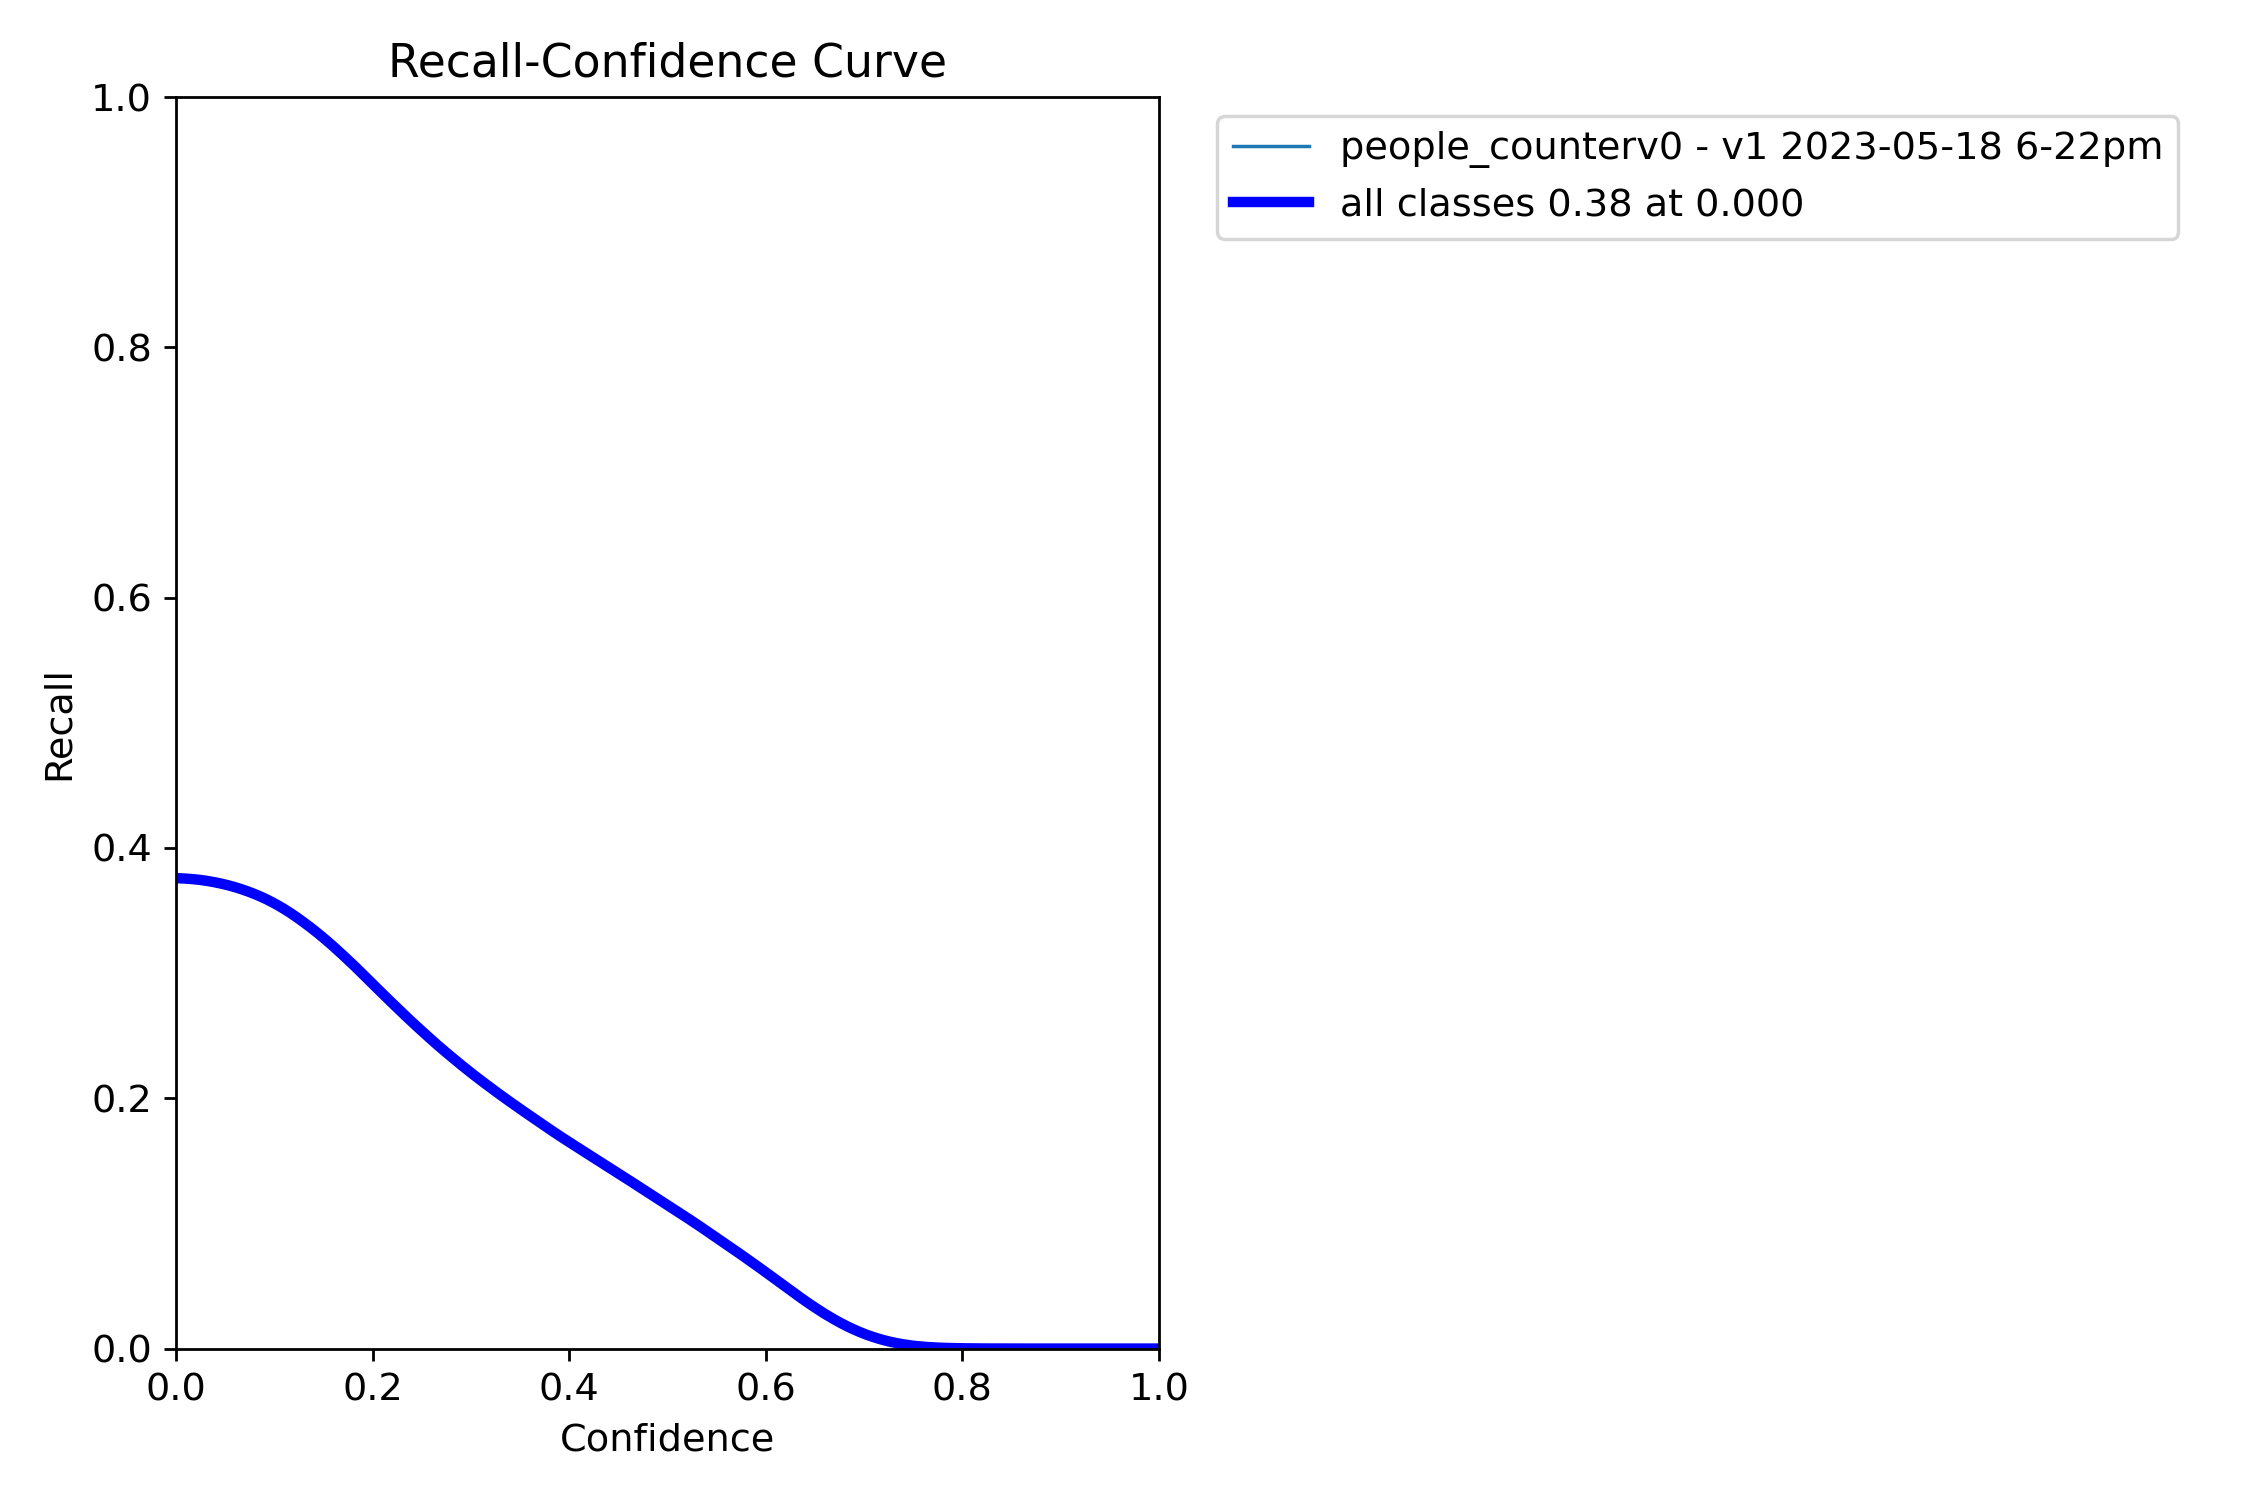 Recall-Confidence Curve
1.0
0.8
0.6
0.4
0.2
0.0
Recall
0.0 0.2 0.4 0.6 0.8 1.0
Confidence
people_counterv0 - v1 2023-05-18 6-22pm
all classes 0.38 at 0.000